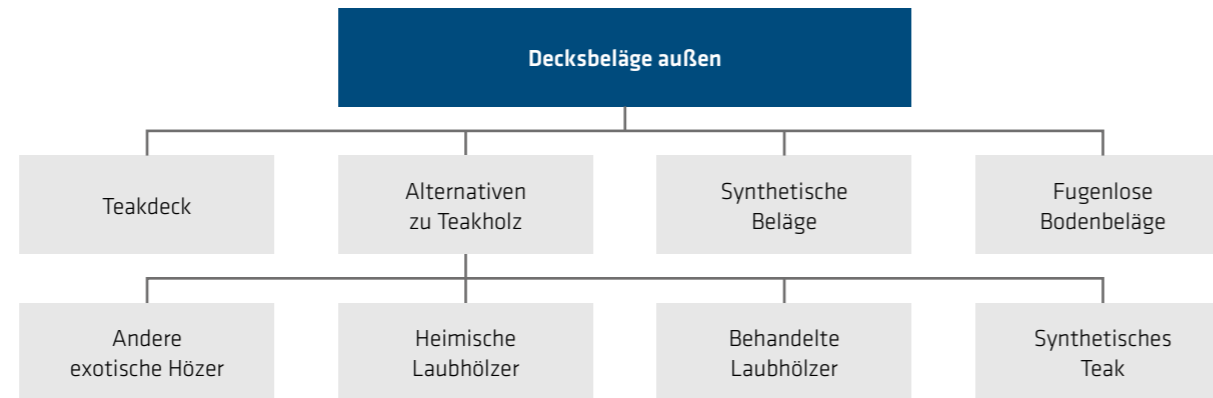 Decksbeläge außen
Teakdeck
Alternativen
zu Teakholz
Synthetische
Beläge
Fugenlose
Bodenbeläge
Andere
exotische Hözer
Heimische
Laubhölzer
Behandelte
Laubhölzer
Synthetisches
Teak